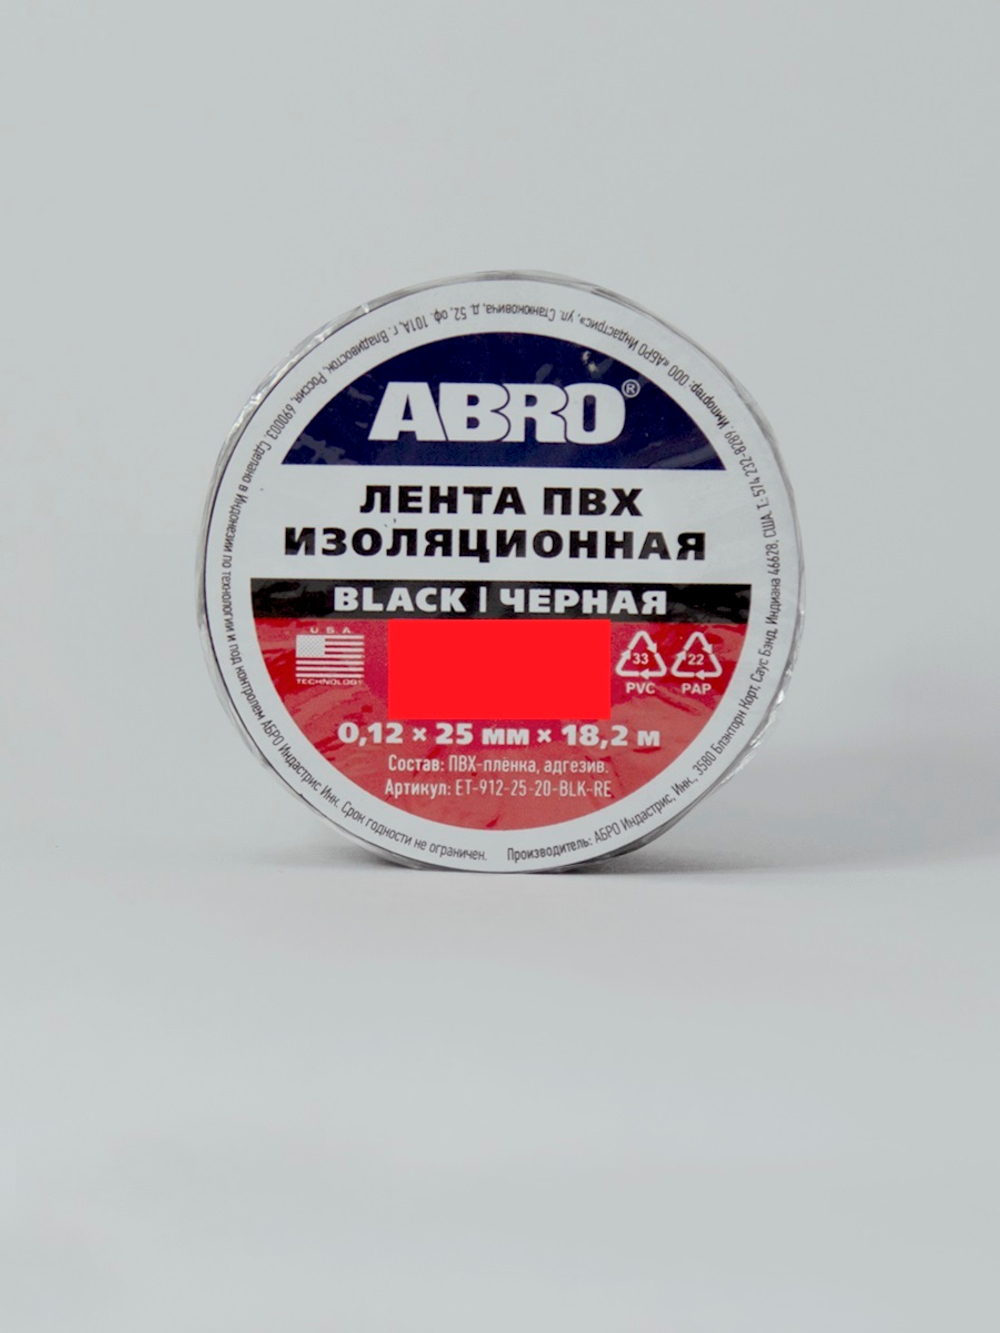 ABRO®
ЛЕНТА ПВХ
ИЗОЛЯЦИОННАЯ
BLACK | ЧЕРНАЯ
U.S.A.
TECHNOLOGY
33
PVC
22
PAP
0,12 × 25 мм × 18,2 м
Состав: ПВХ-плёнка, адгезив.
Артикул: ET-912-25-20-BLK-RE
Производитель: АБРО Индастрис, Инк., 3580 Блэкторн Корт, Саус Бэнд, Индиана 46628, США, Т.: 574 232-8289. Импортер: ООО «АБРО Индастрис», ул. Станюковича, д. 52, оф. 101А, г. Владивосток, Россия, 690003. Сделано в Индонезии по технологии и под контролем АБРО Индастрис Инк. Срок годности не ограничен.